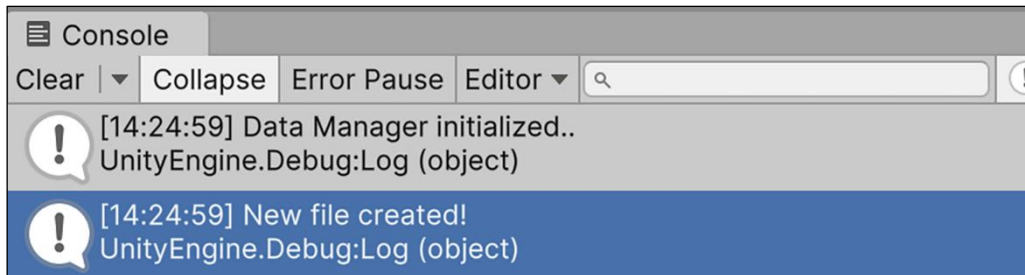 Console
Clear Collapse Error Pause Editor
[14:24:59] Data Manager initialized..
UnityEngine.Debug:Log (object)
[14:24:59] New file created!
UnityEngine.Debug:Log (object)